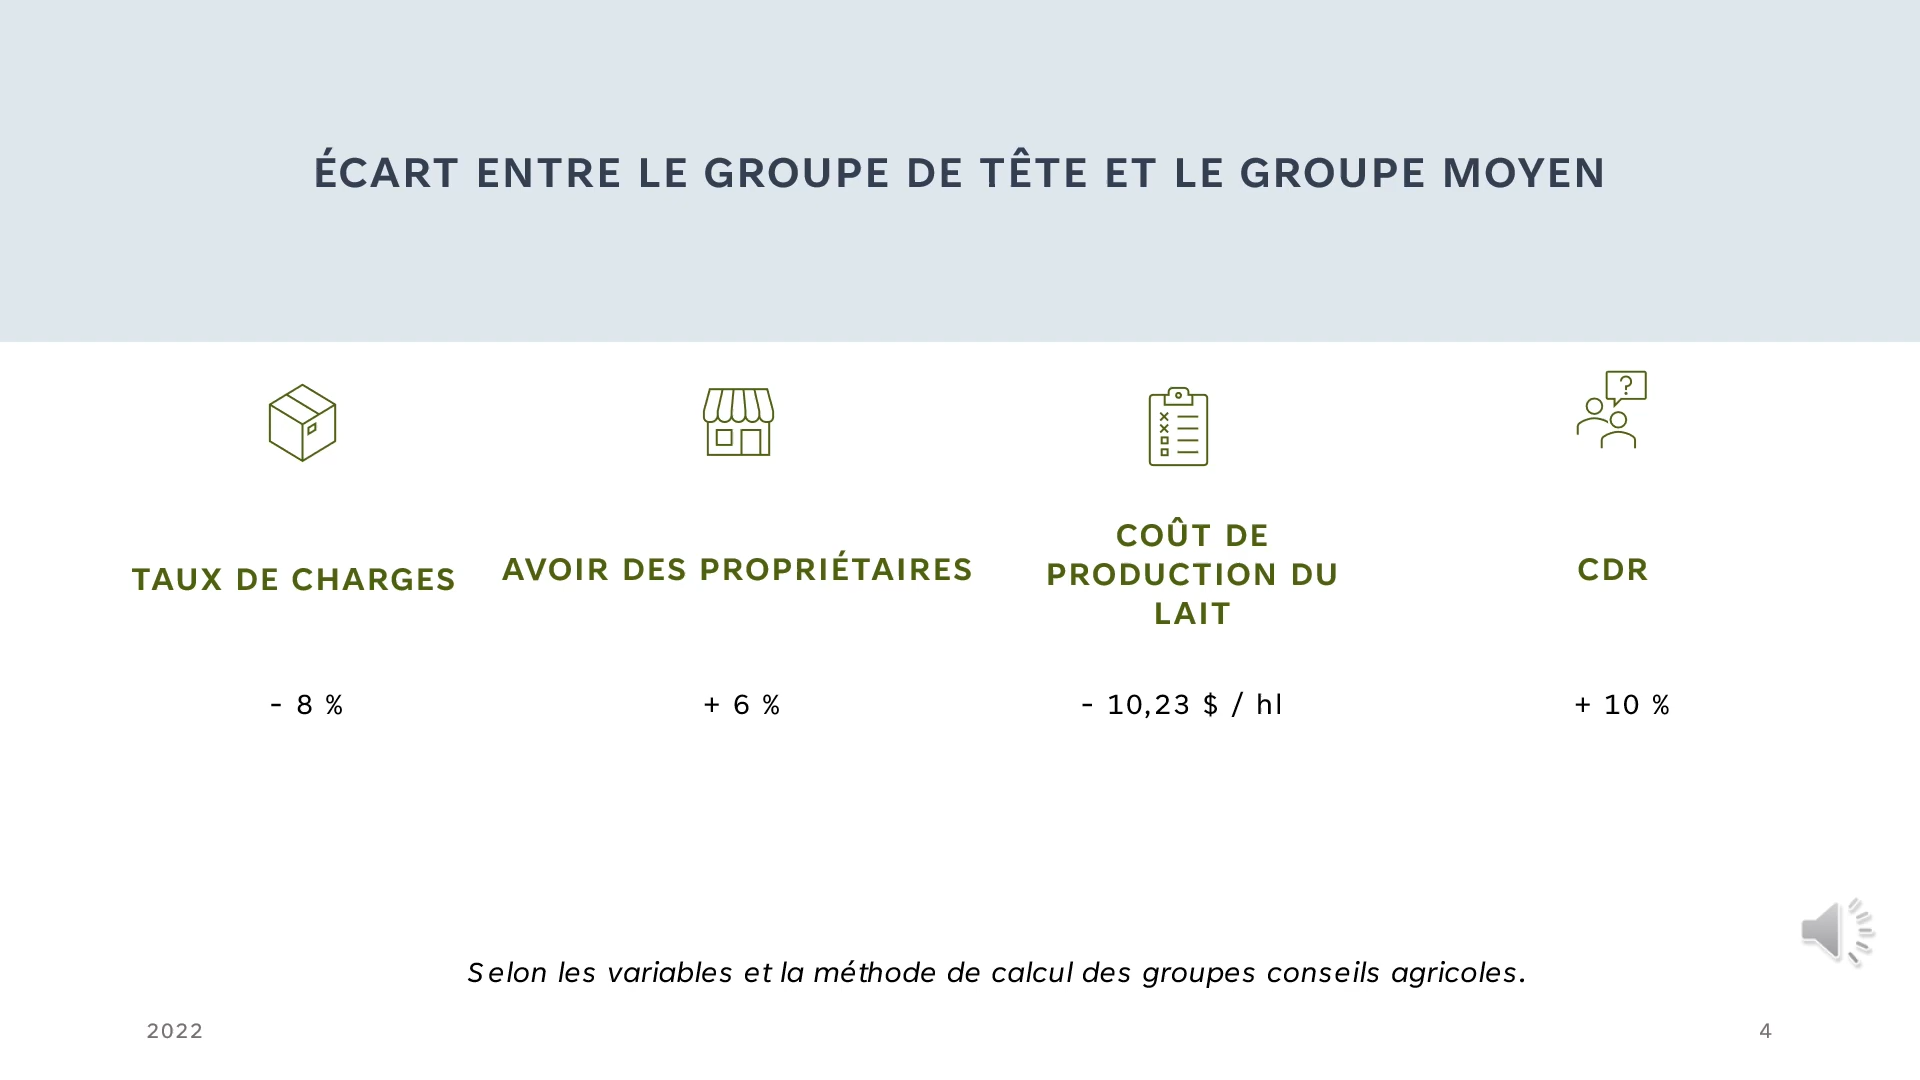 ÉCART ENTRE LE GROUPE DE TÊTE ET LE GROUPE MOYEN
TAUX DE CHARGES
- 8 %
AVOIR DES PROPRIÉTAIRES
+ 6 %
COÛT DE
PRODUCTION DU
LAIT
- 10,23 $ / hl
?
CDR
+ 10 %
Selon les variables et la méthode de calcul des groupes conseils agricoles.
2022
4